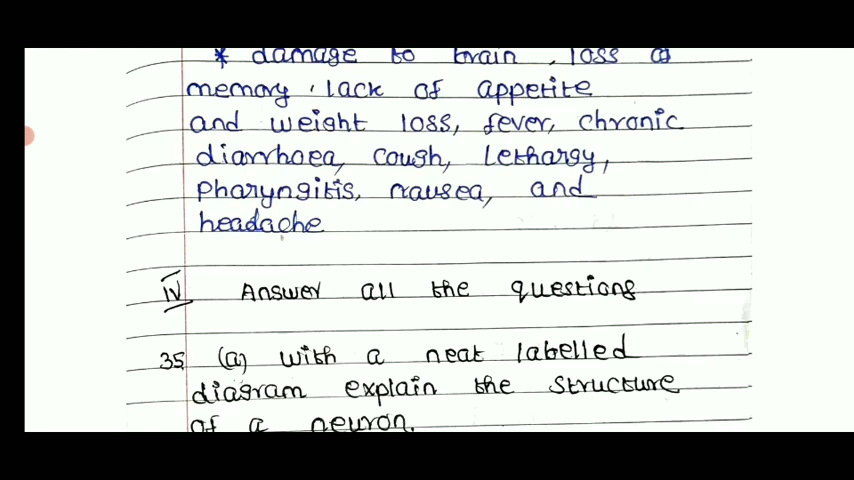 * damage to brain, loss of
memory, lack of appetite
and weight loss, fever, chronic
diarrhoea, cough, lethargy,
pharyngitis, nausea, and
headache
IV Answer all the questions
35 (a) with a neat labelled
diagram explain the structure
of a neuron.